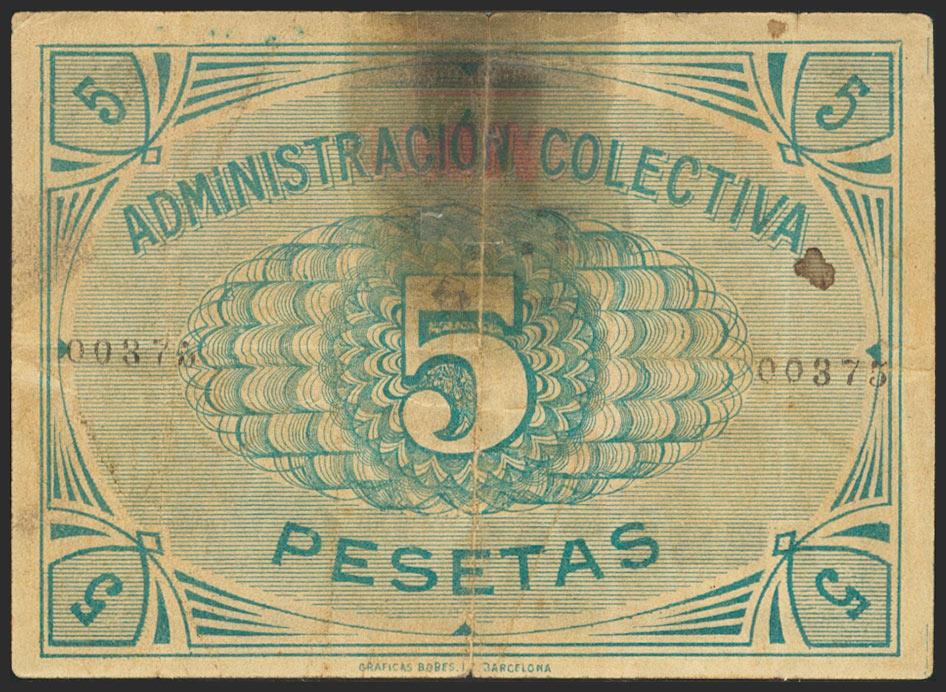 5 5
ADMINISTRACIÓN COLECTIVA
5
00375 00375
PESETAS
5 5
GRAFICAS BOBES. BARCELONA